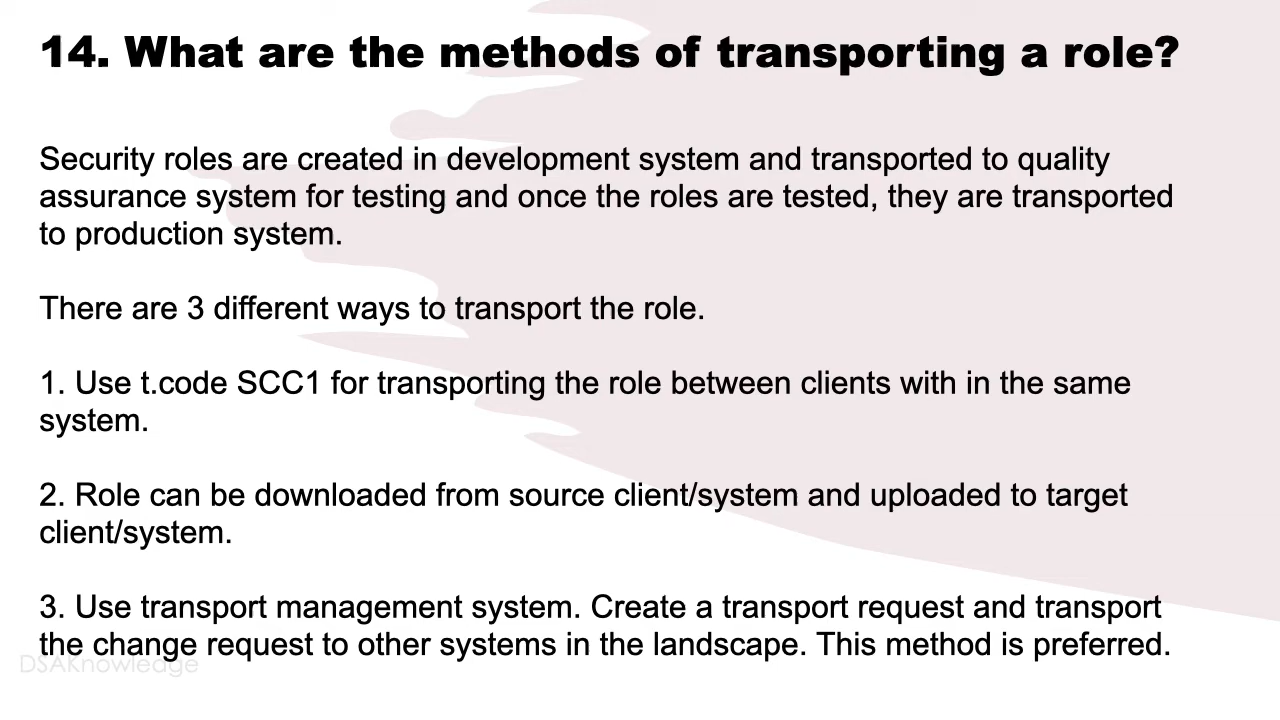 14. What are the methods of transporting a role?
Security roles are created in development system and transported to quality
assurance system for testing and once the roles are tested, they are transported
to production system.
There are 3 different ways to transport the role.
1. Use t.code SCC1 for transporting the role between clients with in the same
system.
2. Role can be downloaded from source client/system and uploaded to target
client/system.
3. Use transport management system. Create a transport request and transport
the change request to other systems in the landscape. This method is preferred.
DSAKnowledge